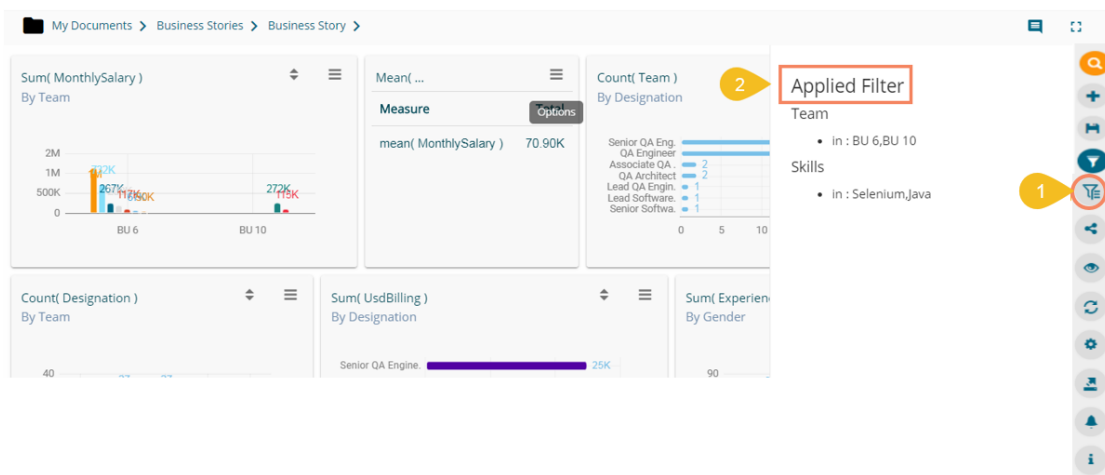 My Documents > Business Stories > Business Story >
Sum( MonthlySalary )
By Team
2M
1M
500K
0
272K
115K
BU 6
BU 10
Mean( ...
Measure
Total
Options
mean( MonthlySalary ) 70.90K
Count( Team )
By Designation
Senior QA Eng.
QA Engineer
Associate QA . 2
QA Architect 2
Lead QA Engin. 1
Lead Software. 1
Senior Softwa. 1
0 5 10
2
Applied Filter
Team
in : BU 6,BU 10
Skills
in : Selenium,Java
1
Count( Designation )
By Team
40
Sum( UsdBilling )
By Designation
Senior QA Engine. 25K
Sum( Experien
By Gender
90